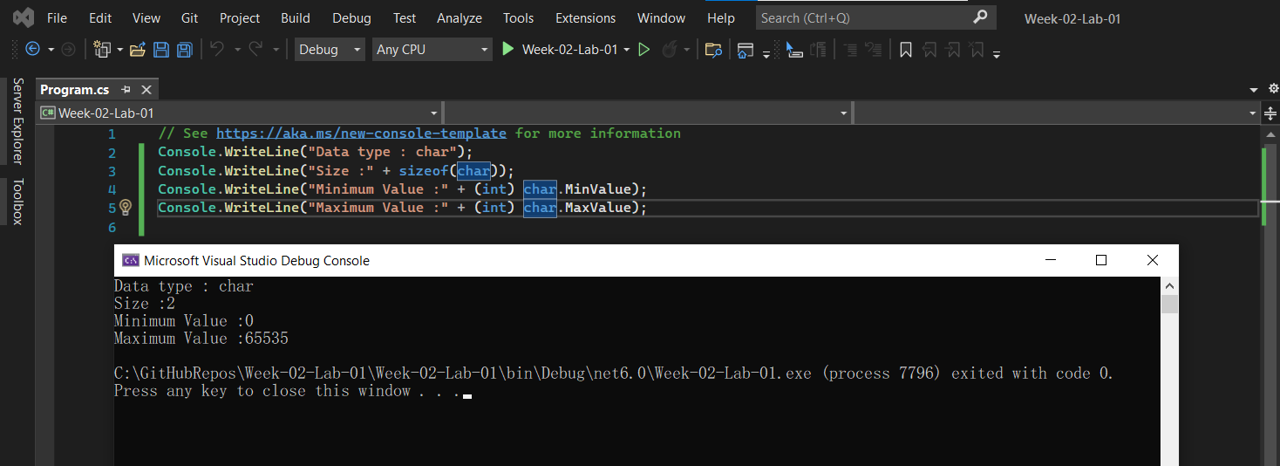 File Edit View Git Project Build Debug Test Analyze Tools Extensions Window Help Search (Ctrl+Q) Week-02-Lab-01
Debug Any CPU Week-02-Lab-01
Server Explorer
Toolbox
Program.cs
C# Week-02-Lab-01
1 // See https://aka.ms/new-console-template for more information
2 Console.WriteLine("Data type : char");
3 Console.WriteLine("Size :" + sizeof(char));
4 Console.WriteLine("Minimum Value :" + (int) char.MinValue);
5 Console.WriteLine("Maximum Value :" + (int) char.MaxValue);
6
Microsoft Visual Studio Debug Console
Data type : char
Size :2
Minimum Value :0
Maximum Value :65535
C:\GitHubRepos\Week-02-Lab-01\Week-02-Lab-01\bin\Debug\net6.0\Week-02-Lab-01.exe (process 7796) exited with code 0.
Press any key to close this window . . .